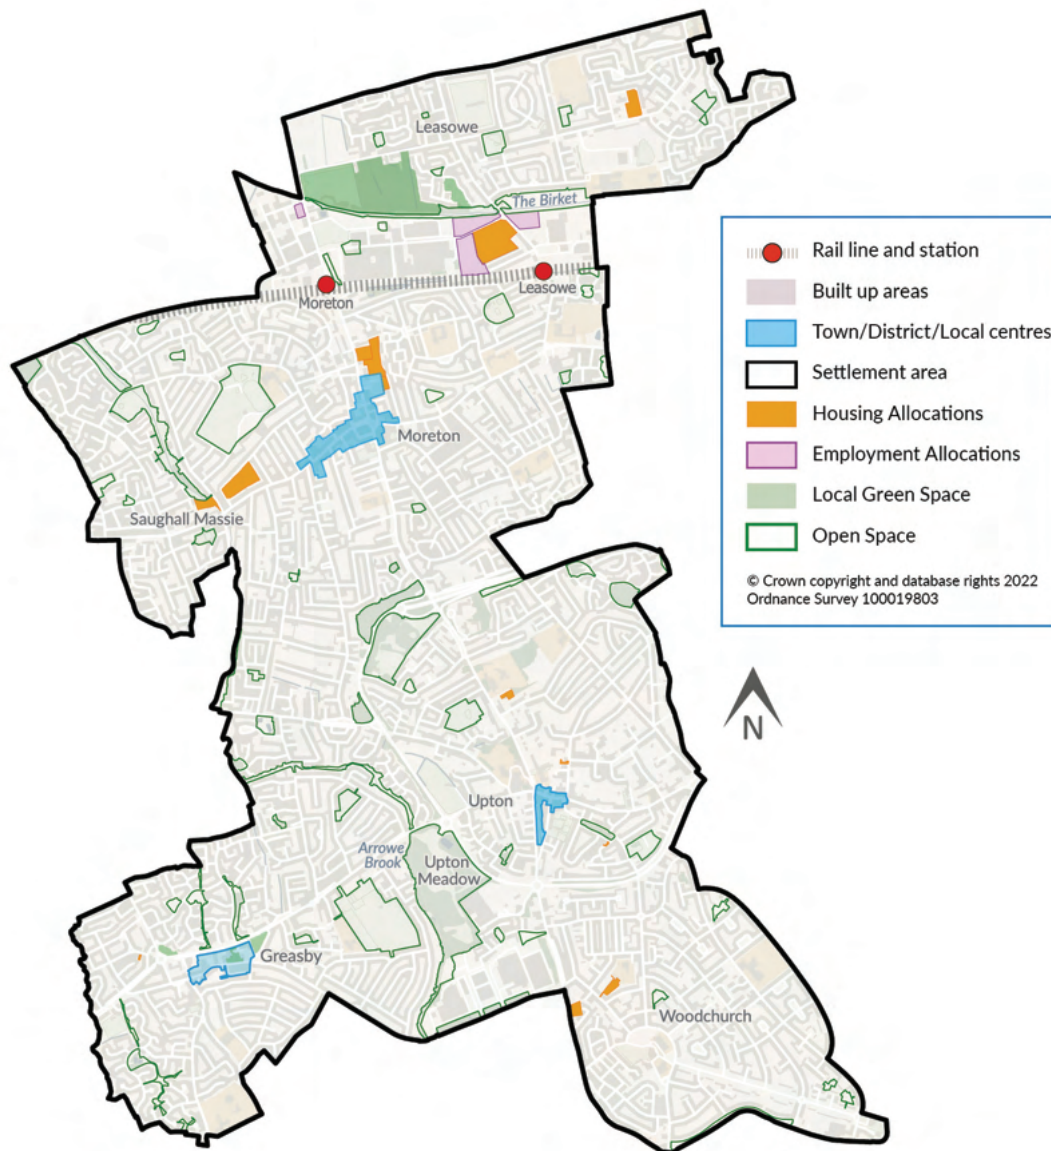 Leasowe
The Birket
Moreton
Leasowe
Moreton
Saughall Massie
Upton
Arrowe
Brook
Upton
Meadow
Greasby
Woodchurch
Rail line and station
Built up areas
Town/District/Local centres
Settlement area
Housing Allocations
Employment Allocations
Local Green Space
Open Space
© Crown copyright and database rights 2022
Ordnance Survey 100019803
N